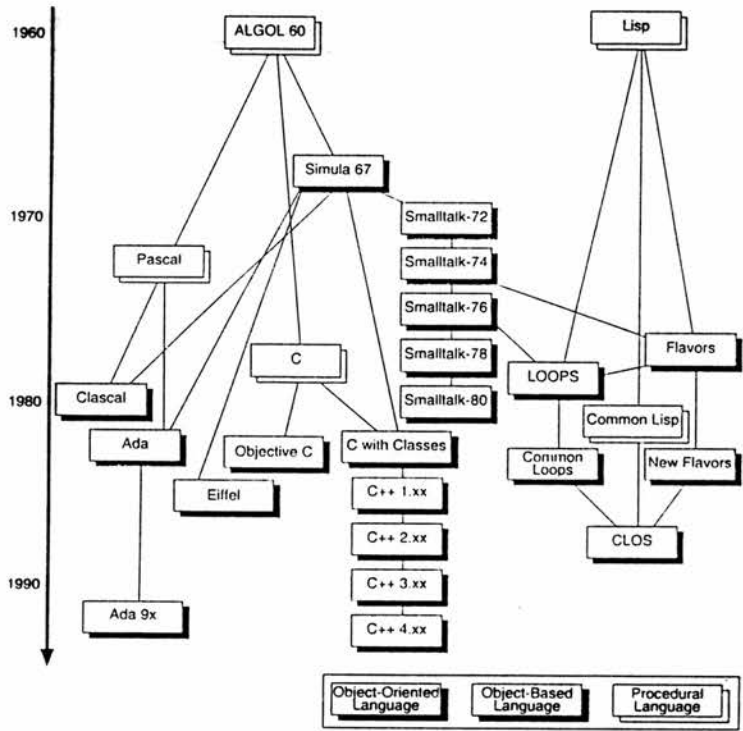 1960
ALGOL 60
Lisp
Simula 67
1970
Smalltalk-72
Pascal
Smalltalk-74
Smalltalk-76
C
Smalltalk-78
LOOPS
Flavors
1980
Clascal
Smalltalk-80
Common Lisp
Ada
Objective C
C with Classes
Common
Loops
New Flavors
Eiffel
C++ 1.xx
C++ 2.xx
CLOS
1990
C++ 3.xx
Ada 9x
C++ 4.xx
Object-Oriented
Language
Object-Based
Language
Procedural
Language